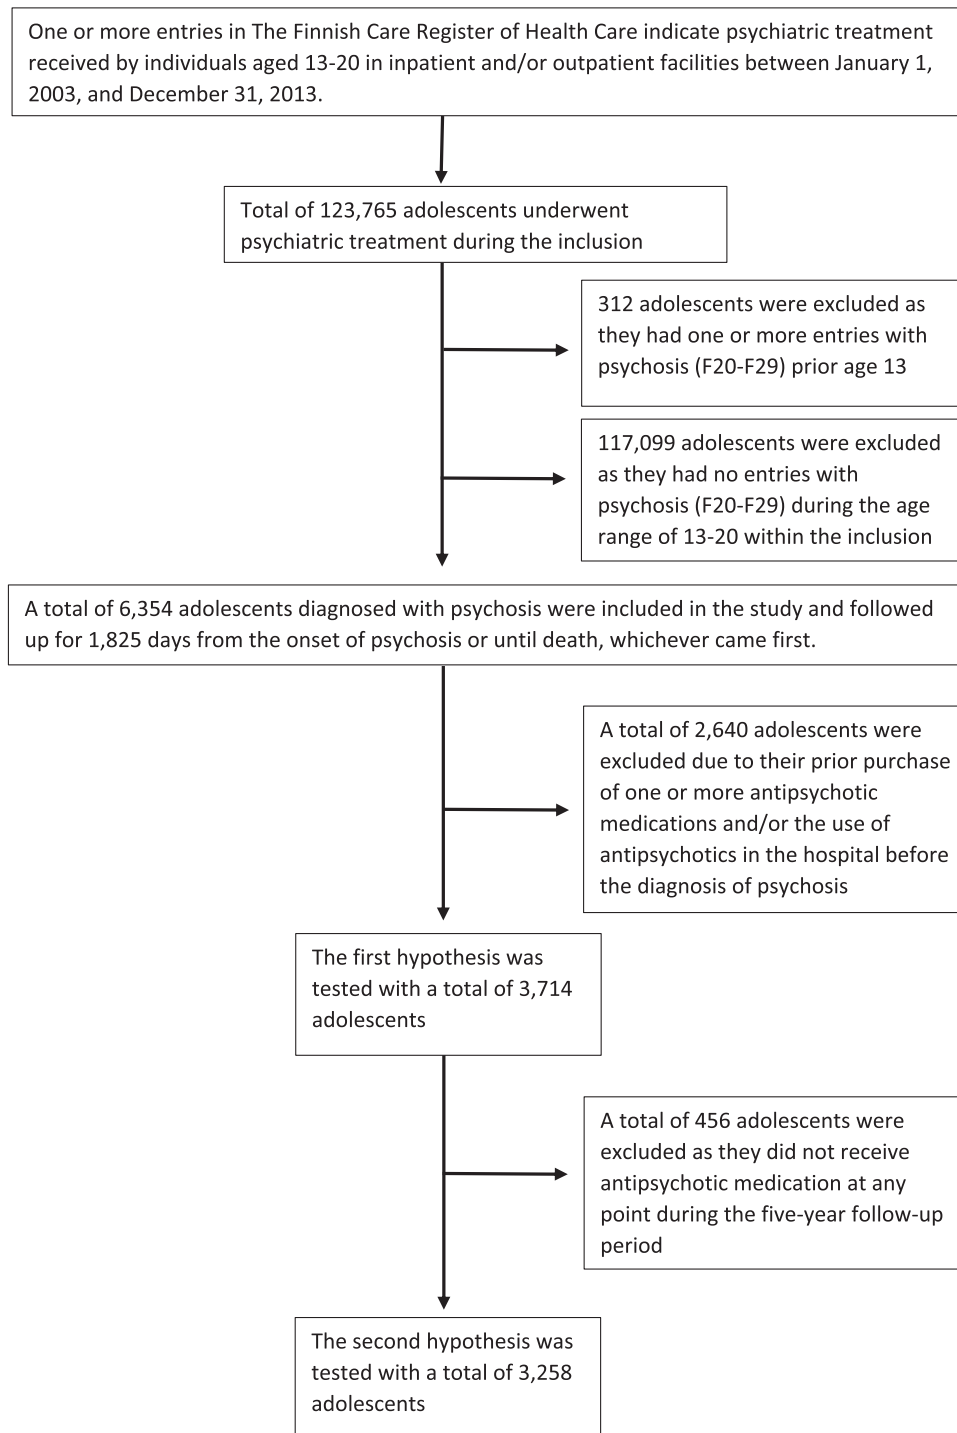 One or more entries in The Finnish Care Register of Health Care indicate psychiatric treatment
received by individuals aged 13-20 in inpatient and/or outpatient facilities between January 1,
2003, and December 31, 2013.
Total of 123,765 adolescents underwent
psychiatric treatment during the inclusion
312 adolescents were excluded as
they had one or more entries with
psychosis (F20-F29) prior age 13
117,099 adolescents were excluded
as they had no entries with
psychosis (F20-F29) during the age
range of 13-20 within the inclusion
A total of 6,354 adolescents diagnosed with psychosis were included in the study and followed
up for 1,825 days from the onset of psychosis or until death, whichever came first.
A total of 2,640 adolescents were
excluded due to their prior purchase
of one or more antipsychotic
medications and/or the use of
antipsychotics in the hospital before
the diagnosis of psychosis
The first hypothesis was
tested with a total of 3,714
adolescents
A total of 456 adolescents were
excluded as they did not receive
antipsychotic medication at any
point during the five-year follow-up
period
The second hypothesis was
tested with a total of 3,258
adolescents